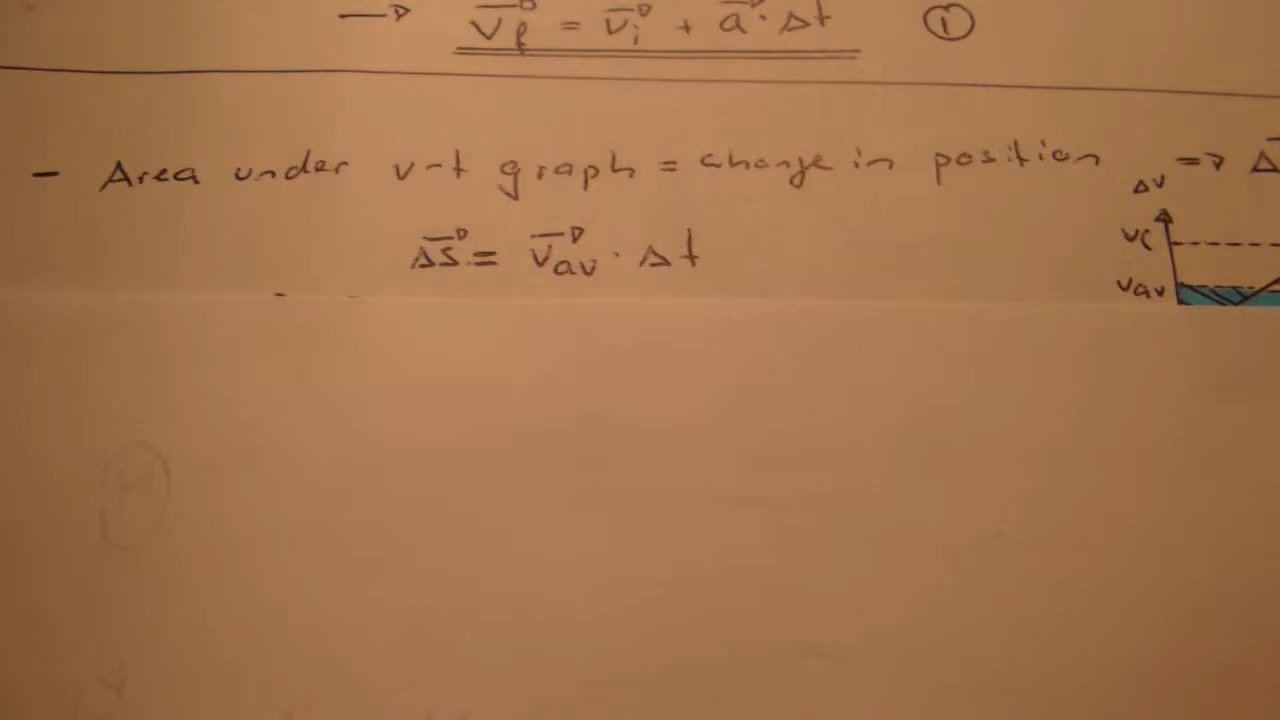 → v⃗f = v⃗i + a⃗ · Δt ①
- Area under v-t graph = change in position => Δ
Δv
Δs⃗ = v⃗av · Δt
vf
vav